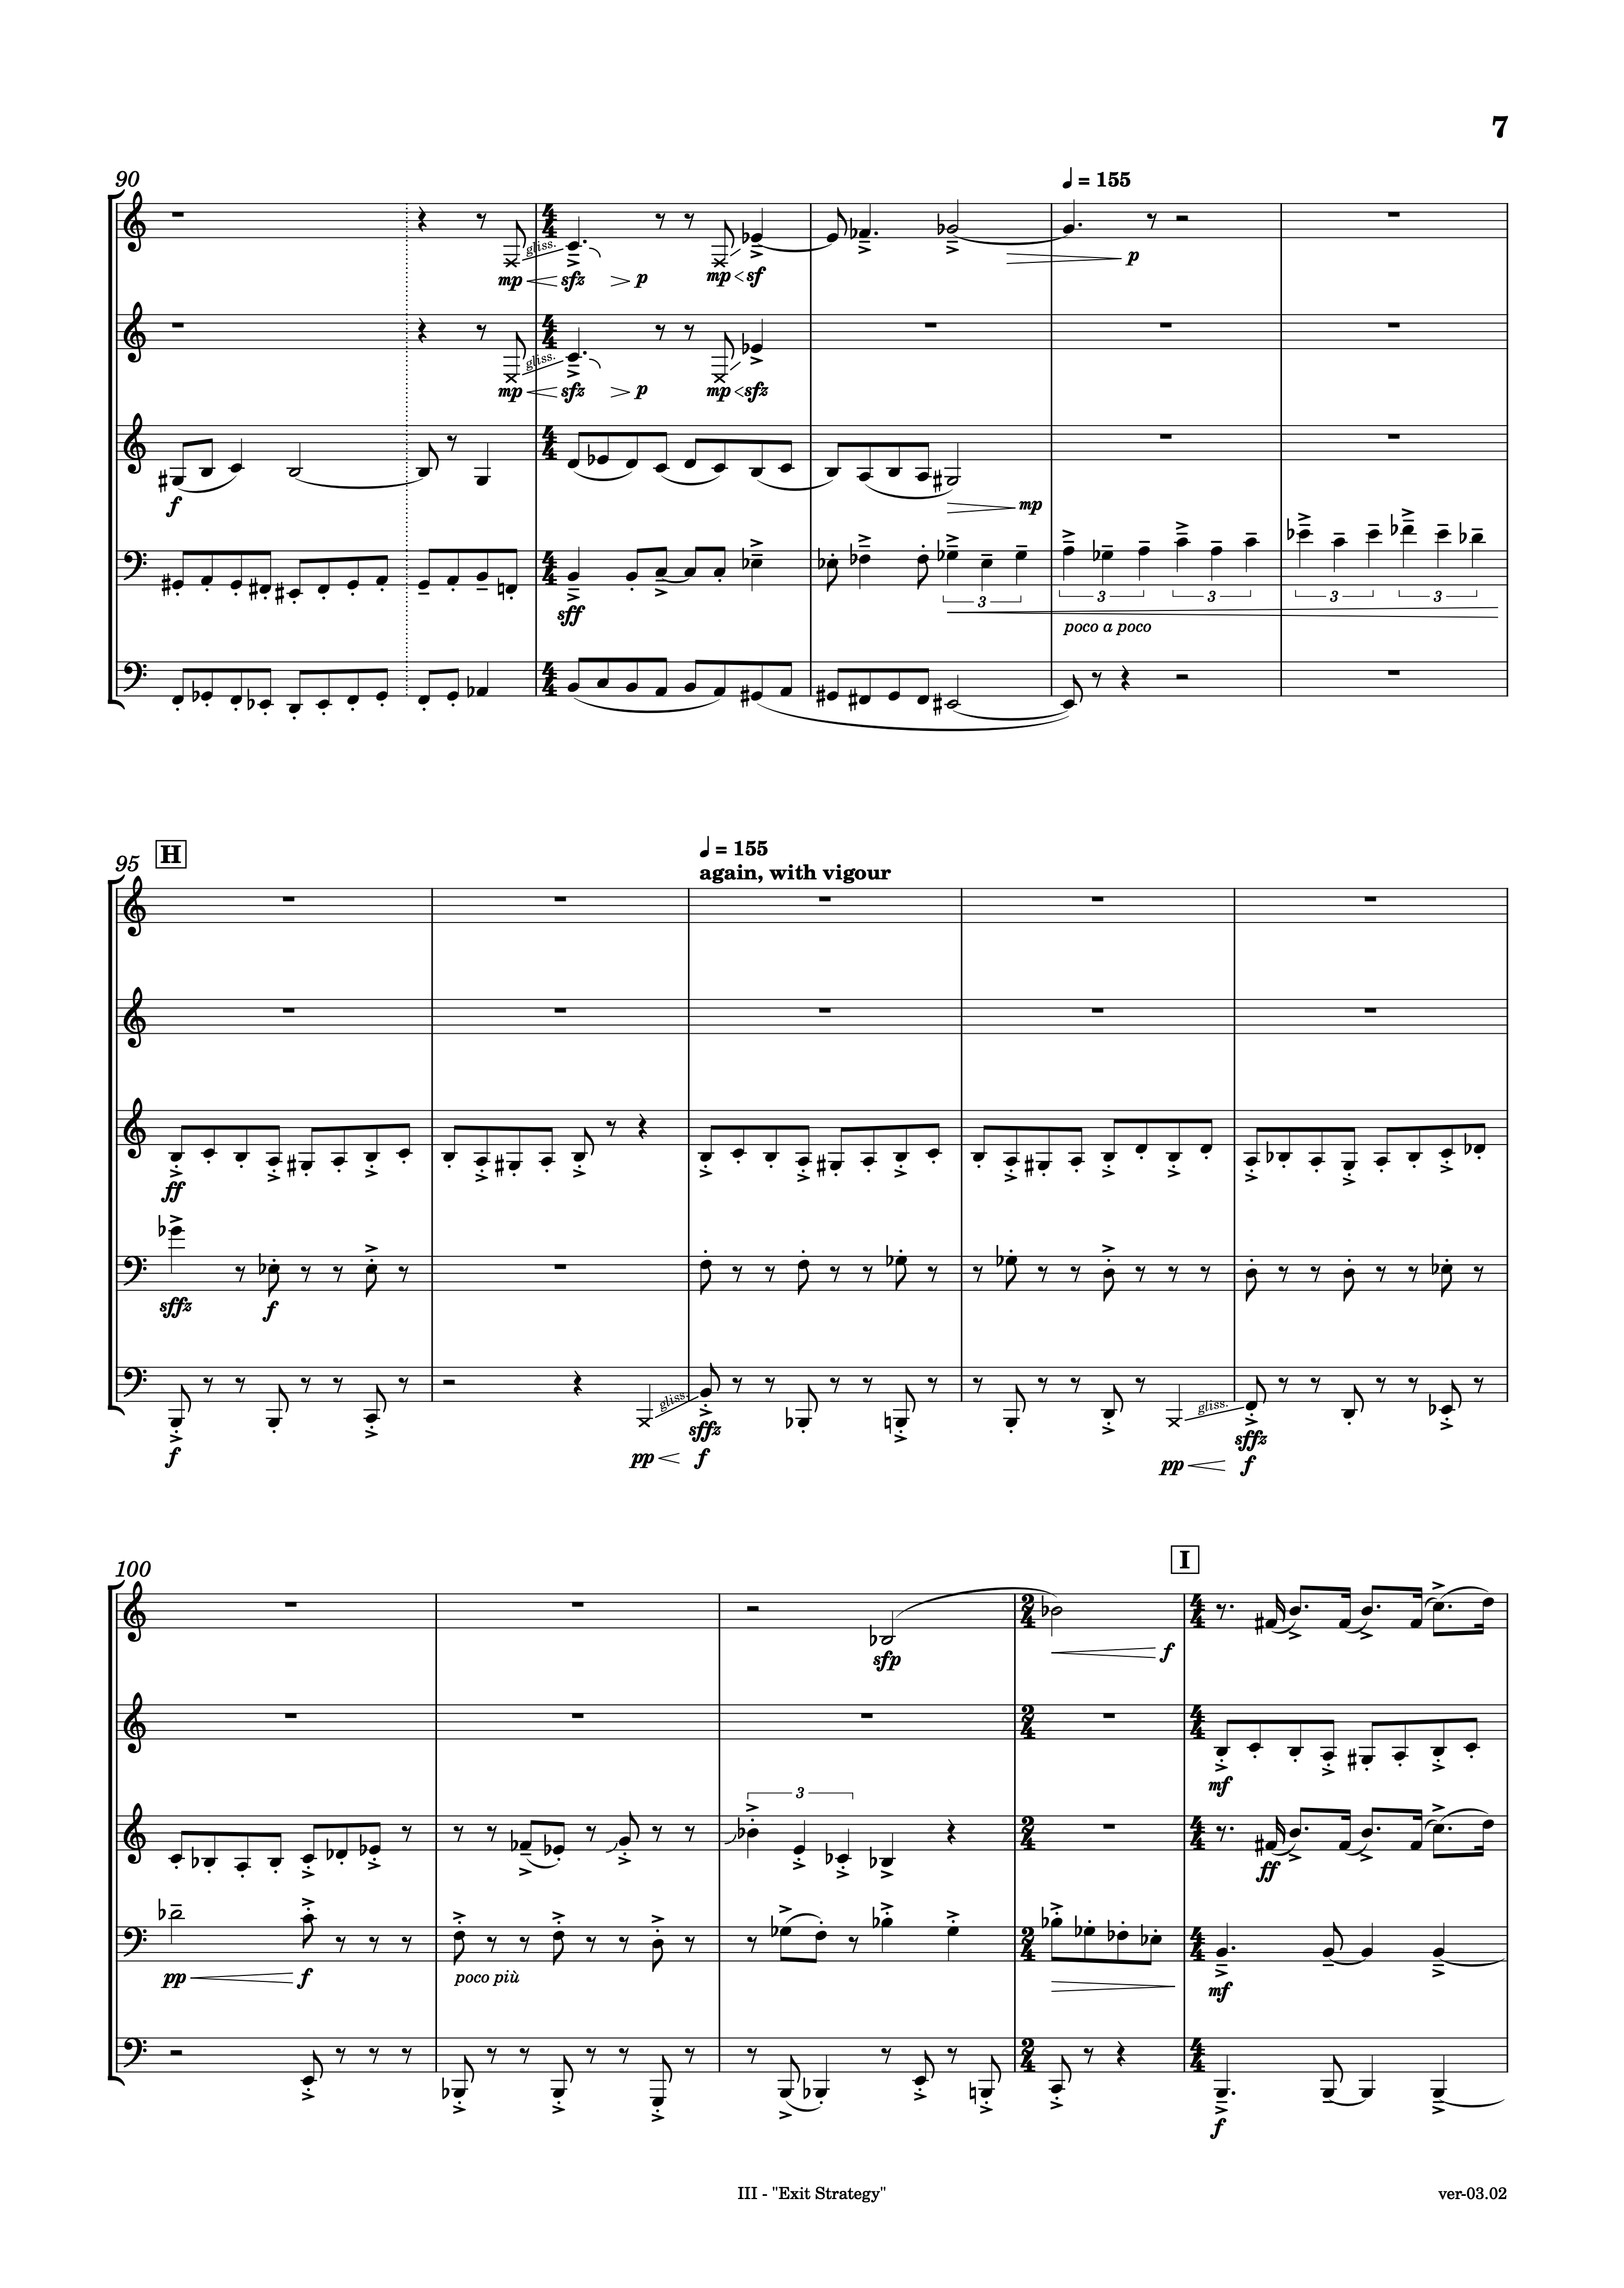 7
90
♩ = 155
gliss.
mp sfz p mp sf
gliss.
mp sfz p mp sfz
f mp
3 3 3 3 3
sff
poco a poco
95 H
♩ = 155
again, with vigour
ff
sffz f
gliss. gliss.
f pp sffz pp sffz
f f
100 I
sfp f
mf
3
ff
pp f poco più mf
f
III - "Exit Strategy"
ver-03.02